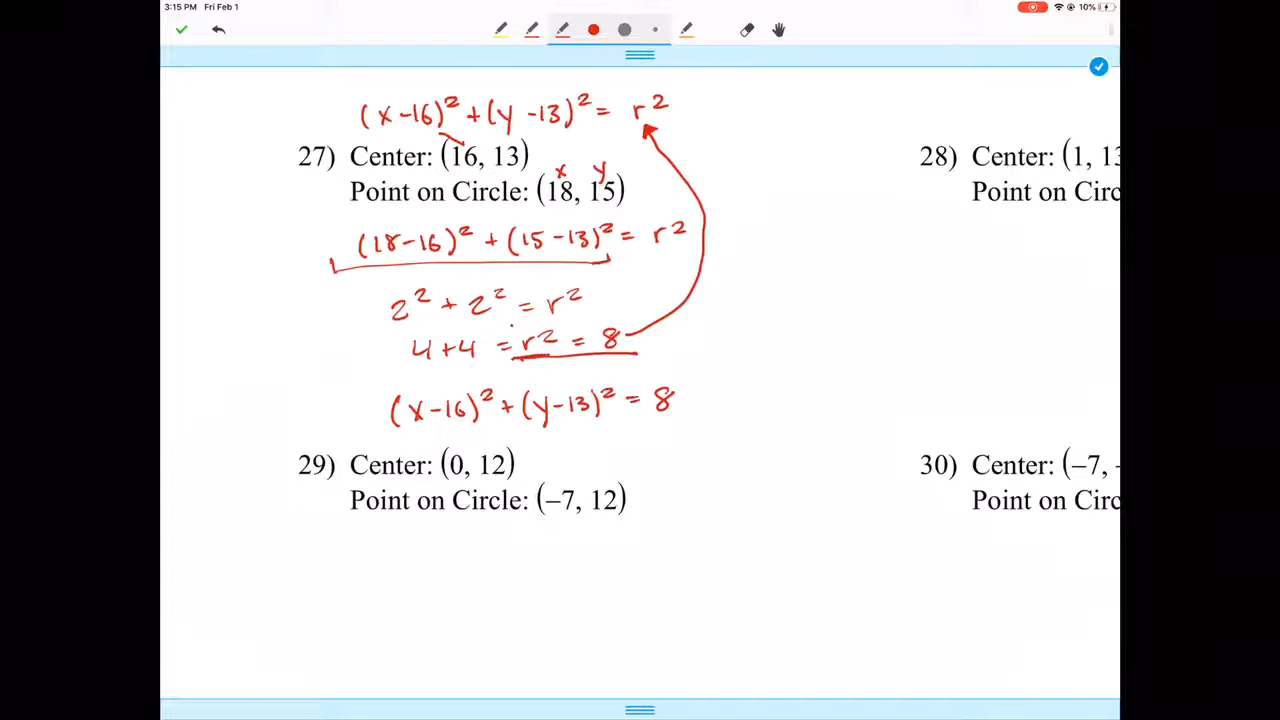 3:15 PM Fri Feb 1
10%
(x-16)² + (y-13)² = r²
27) Center: (16, 13)
x y
Point on Circle: (18, 15)
(18-16)² + (15-13)² = r²
2² + 2² = r²
4+4 = r² = 8
(x-16)² + (y-13)² = 8
28) Center: (1, 13
Point on Circ
29) Center: (0, 12)
Point on Circle: (–7, 12)
30) Center: (–7, -
Point on Circ